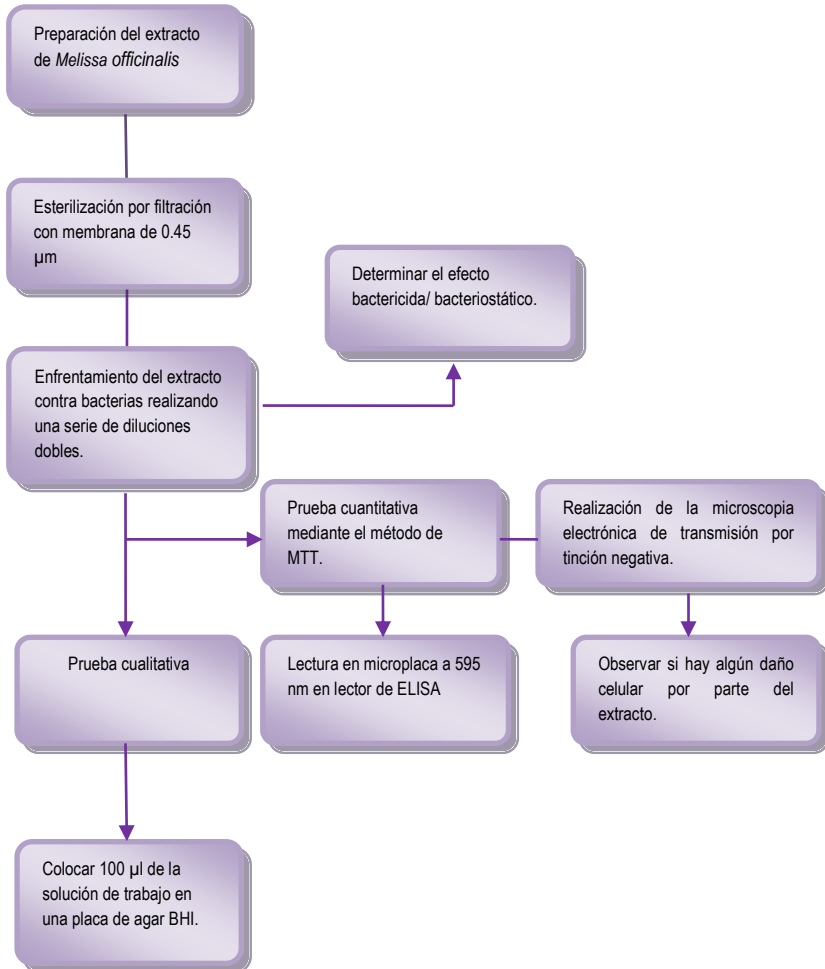 Preparación del extracto
de Melissa officinalis
Esterilización por filtración
con membrana de 0.45
µm
Determinar el efecto
bactericida/ bacteriostático.
Enfrentamiento del extracto
contra bacterias realizando
una serie de diluciones
dobles.
Prueba cuantitativa
mediante el método de
MTT.
Realización de la microscopia
electrónica de transmisión por
tinción negativa.
Prueba cualitativa
Lectura en microplaca a 595
nm en lector de ELISA
Observar si hay algún daño
celular por parte del
extracto.
Colocar 100 µl de la
solución de trabajo en
una placa de agar BHI.